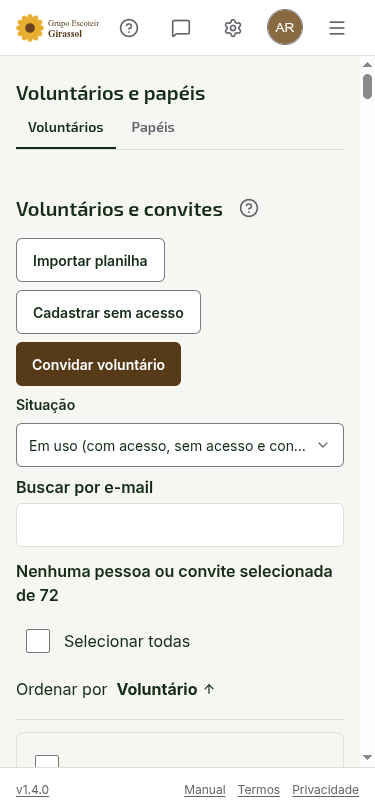 Grupo Escoteiro
Girassol
AR
Voluntários e papéis
Voluntários
Papéis
Voluntários e convites
Importar planilha
Cadastrar sem acesso
Convidar voluntário
Situação
Em uso (com acesso, sem acesso e con...
Buscar por e-mail
Nenhuma pessoa ou convite selecionada
de 72
Selecionar todas
Ordenar por Voluntário ↑
v1.4.0
Manual Termos Privacidade